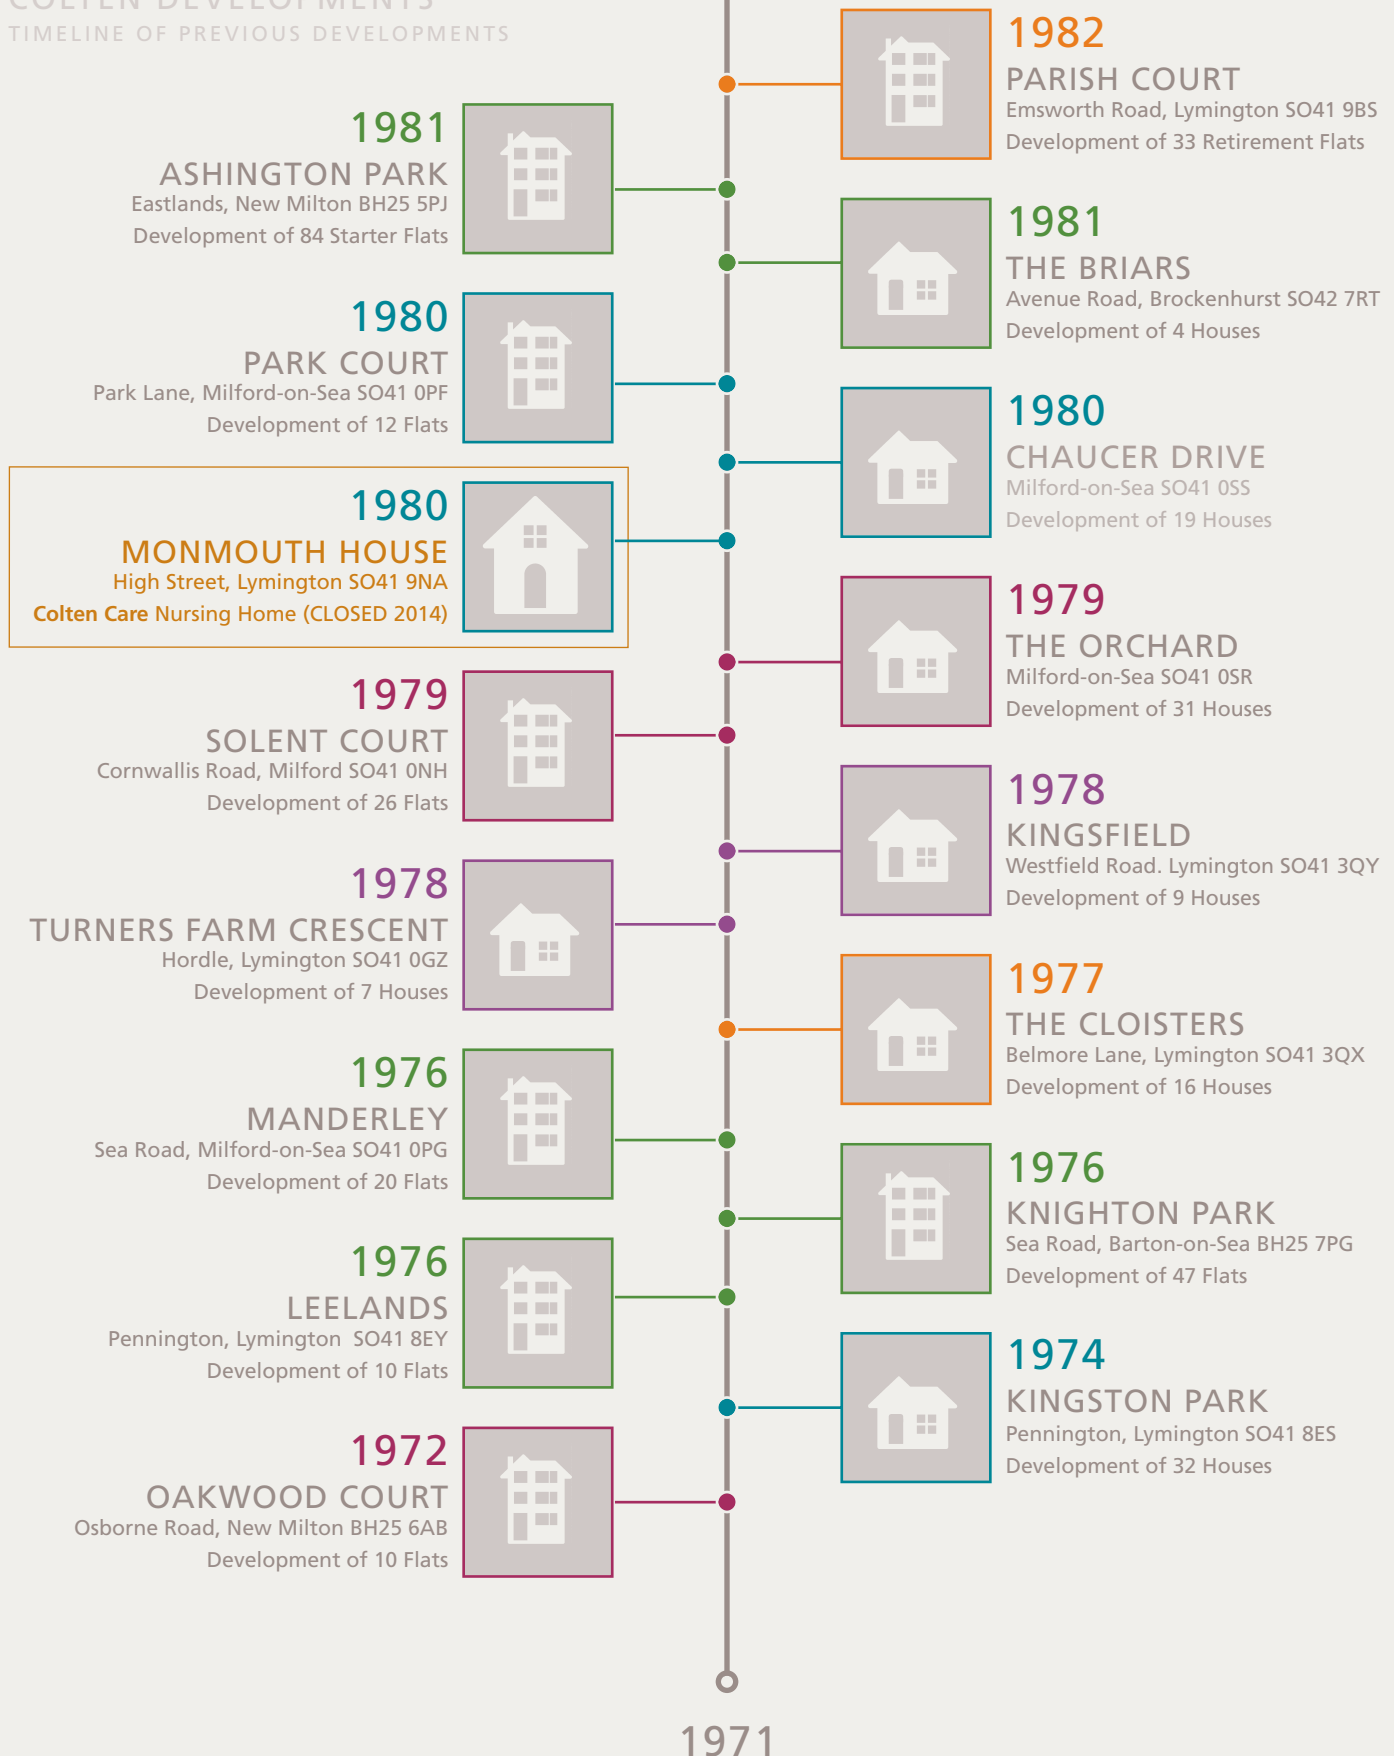 COLTEN DEVELOPMENTS
TIMELINE OF PREVIOUS DEVELOPMENTS
1982
PARISH COURT
Emsworth Road, Lymington SO41 9BS
Development of 33 Retirement Flats
1981
ASHINGTON PARK
Eastlands, New Milton BH25 5PJ
Development of 84 Starter Flats
1981
THE BRIARS
Avenue Road, Brockenhurst SO42 7RT
Development of 4 Houses
1980
PARK COURT
Park Lane, Milford-on-Sea SO41 0PF
Development of 12 Flats
1980
CHAUCER DRIVE
Milford-on-Sea SO41 0SS
Development of 19 Houses
1980
MONMOUTH HOUSE
High Street, Lymington SO41 9NA
Colten Care Nursing Home (CLOSED 2014)
1979
THE ORCHARD
Milford-on-Sea SO41 0SR
Development of 31 Houses
1979
SOLENT COURT
Cornwallis Road, Milford SO41 0NH
Development of 26 Flats
1978
KINGSFIELD
Westfield Road. Lymington SO41 3QY
Development of 9 Houses
1978
TURNERS FARM CRESCENT
Hordle, Lymington SO41 0GZ
Development of 7 Houses
1977
THE CLOISTERS
Belmore Lane, Lymington SO41 3QX
Development of 16 Houses
1976
MANDERLEY
Sea Road, Milford-on-Sea SO41 0PG
Development of 20 Flats
1976
KNIGHTON PARK
Sea Road, Barton-on-Sea BH25 7PG
Development of 47 Flats
1976
LEELANDS
Pennington, Lymington  SO41 8EY
Development of 10 Flats
1974
KINGSTON PARK
Pennington, Lymington SO41 8ES
Development of 32 Houses
1972
OAKWOOD COURT
Osborne Road, New Milton BH25 6AB
Development of 10 Flats
1971